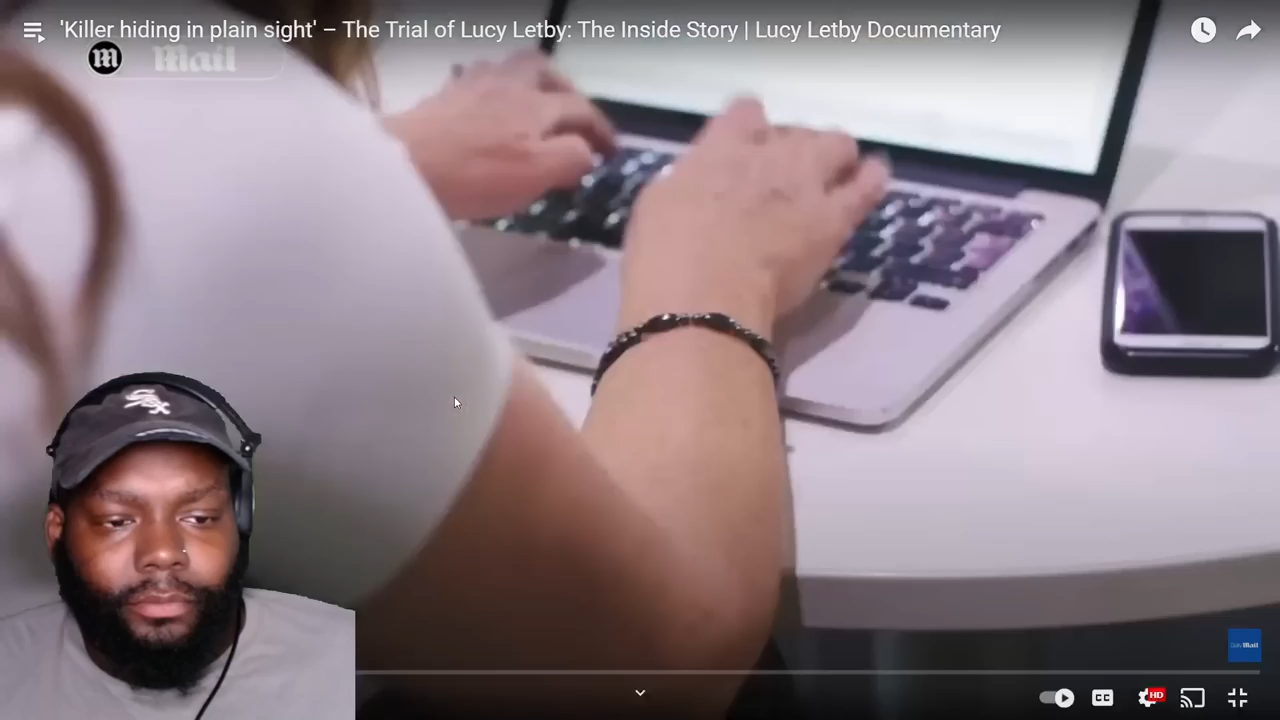 'Killer hiding in plain sight' – The Trial of Lucy Letby: The Inside Story | Lucy Letby Documentary
m Mail
Sox
Daily Mail
CC
HD